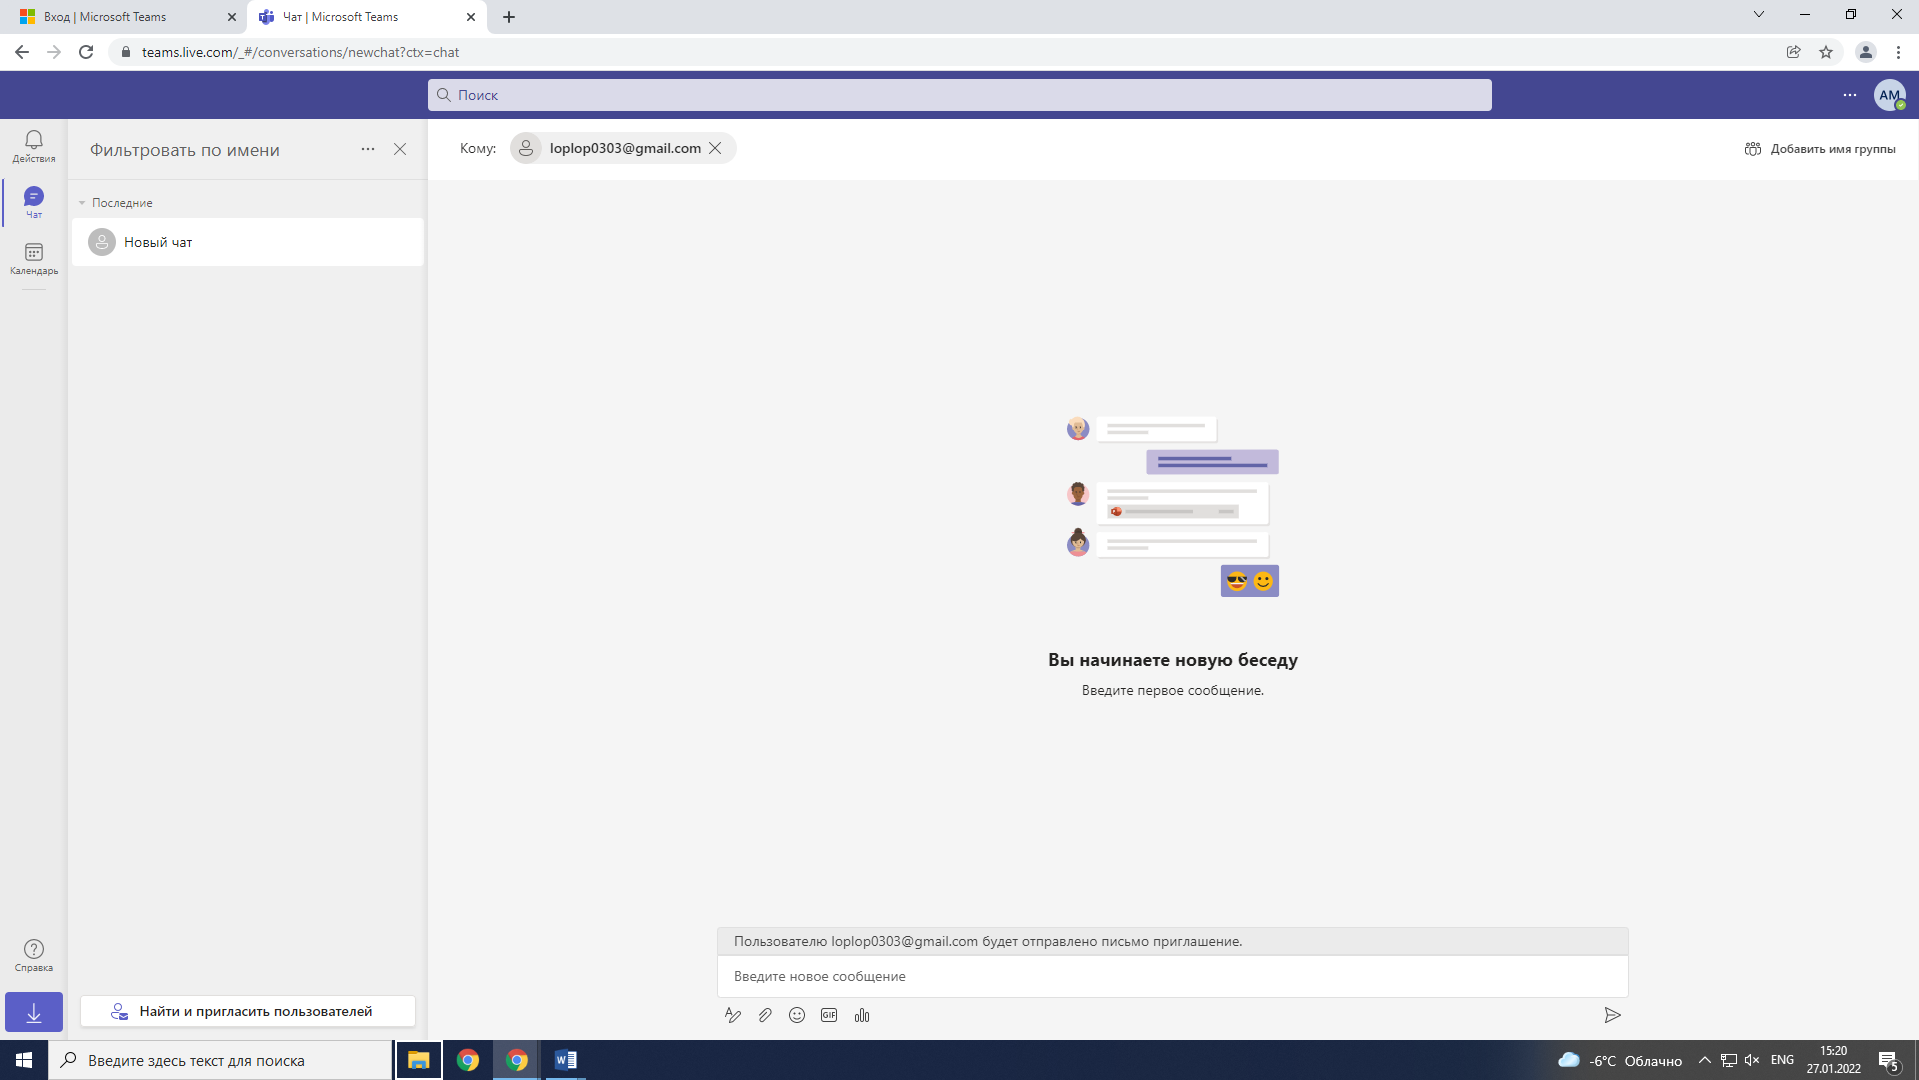 Вход | Microsoft Teams
Чат | Microsoft Teams
teams.live.com/_#/conversations/newchat?ctx=chat
Поиск
AM
Действия
Чат
Календарь
Фильтровать по имени
Последние
Новый чат
Кому:
loplop0303@gmail.com
Добавить имя группы
Вы начинаете новую беседу
Введите первое сообщение.
Пользователю loplop0303@gmail.com будет отправлено письмо приглашение.
Введите новое сообщение
GIF
Справка
Найти и пригласить пользователей
Введите здесь текст для поиска
W
-6°C Облачно
ENG
15:20
27.01.2022
5